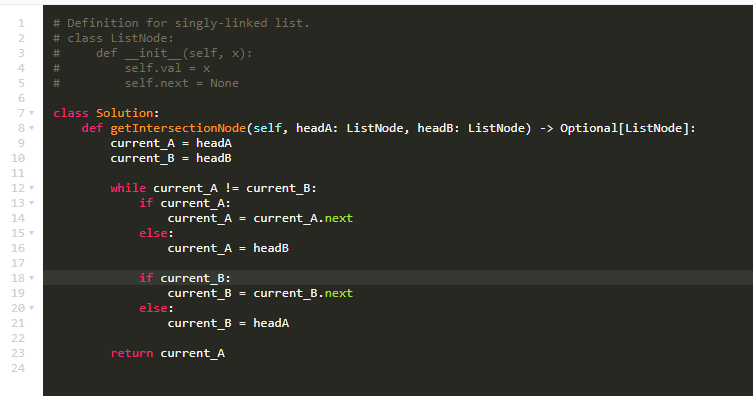 1 # Definition for singly-linked list.
2 # class ListNode:
3 #     def __init__(self, x):
4 #         self.val = x
5 #         self.next = None
6
7 class Solution:
8     def getIntersectionNode(self, headA: ListNode, headB: ListNode) -> Optional[ListNode]:
9         current_A = headA
10         current_B = headB
11
12         while current_A != current_B:
13             if current_A:
14                 current_A = current_A.next
15             else:
16                 current_A = headB
17
18             if current_B:
19                 current_B = current_B.next
20             else:
21                 current_B = headA
22
23         return current_A
24